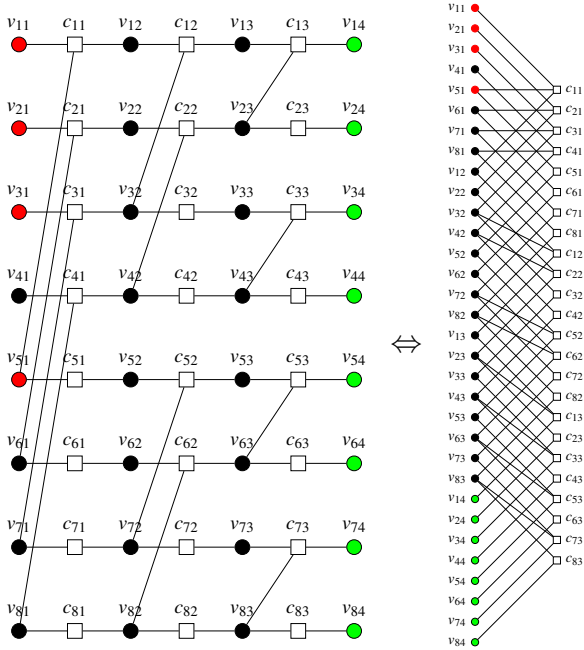 v11 c11 v12 c12 v13 c13 v14
v21 c21 v22 c22 v23 c23 v24
v31 c31 v32 c32 v33 c33 v34
v41 c41 v42 c42 v43 c43 v44
v51 c51 v52 c52 v53 c53 v54
v61 c61 v62 c62 v63 c63 v64
v71 c71 v72 c72 v73 c73 v74
v81 c81 v82 c82 v83 c83 v84
⇔
v11
v21
v31
v41
v51 c11
v61 c21
v71 c31
v81 c41
v12 c51
v22 c61
v32 c71
v42 c81
v52 c12
v62 c22
v72 c32
v82 c42
v13 c52
v23 c62
v33 c72
v43 c82
v53 c13
v63 c23
v73 c33
v83 c43
v14 c53
v24 c63
v34 c73
v44 c83
v54
v64
v74
v84